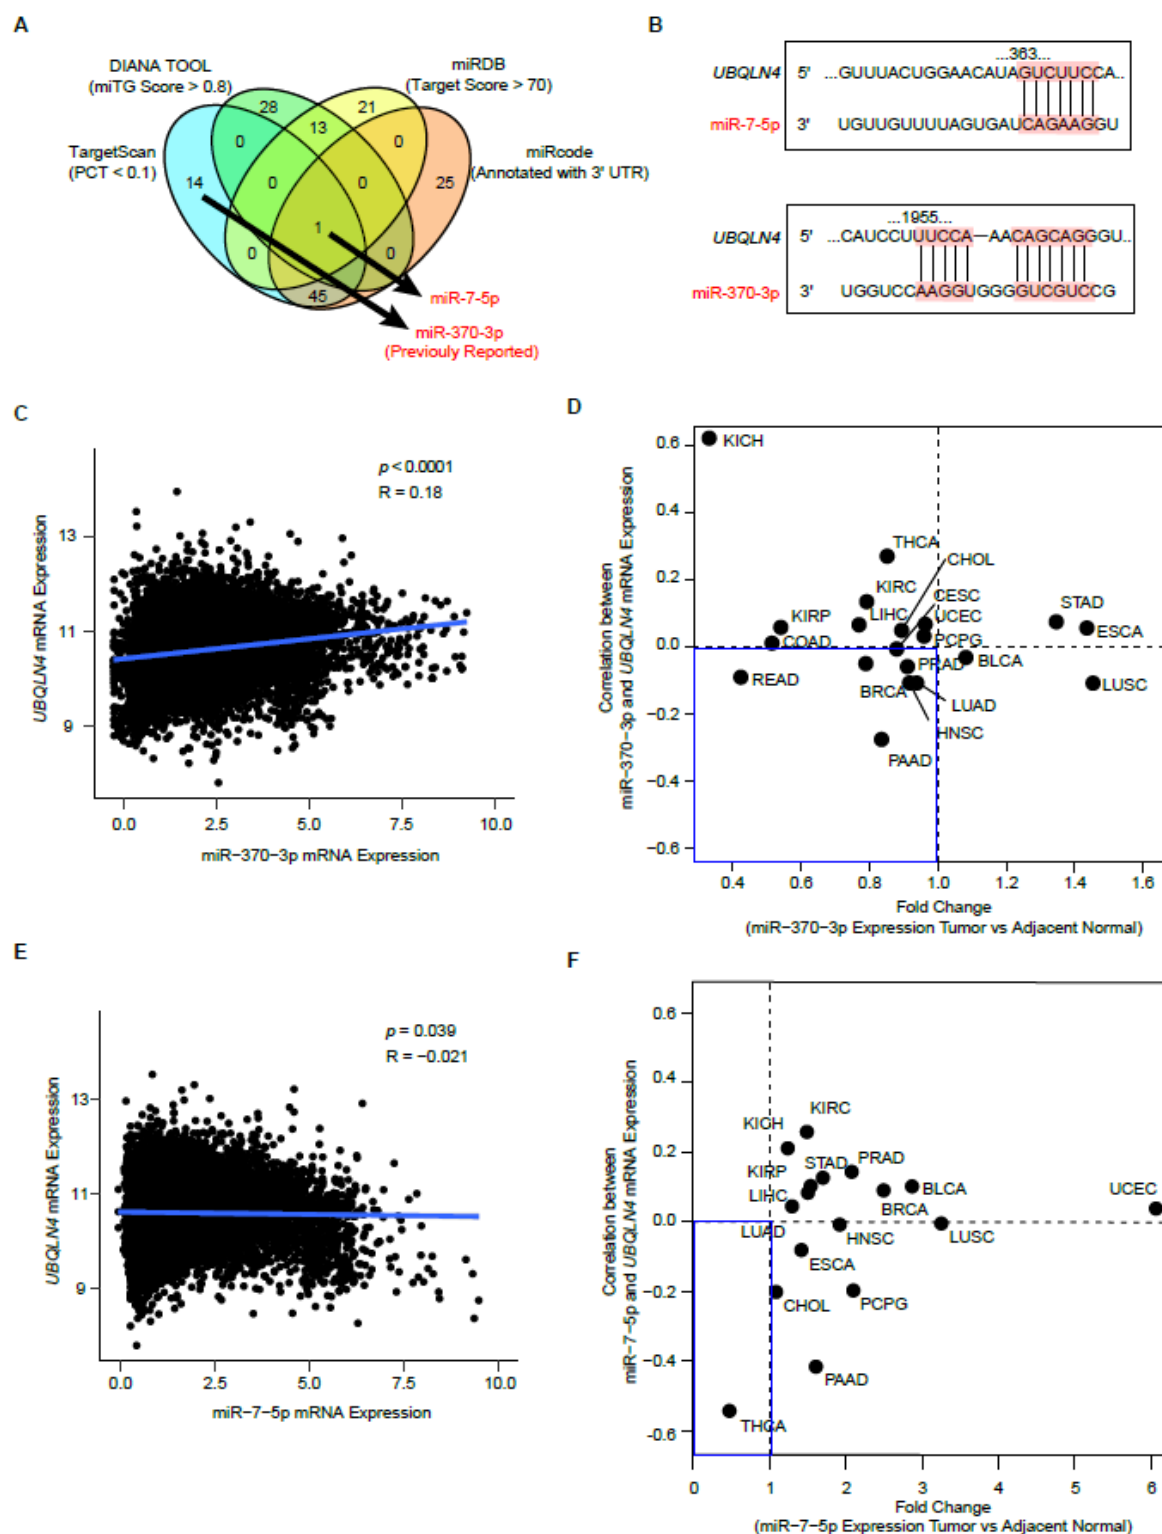 A
DIANA TOOL
(miTG Score > 0.8)
miRDB
(Target Score > 70)
TargetScan
(PCT < 0.1)
miRcode
(Annotated with 3' UTR)
28
21
13
0
0
14
0
0
25
1
0
0
45
miR-7-5p
miR-370-3p
(Previouly Reported)
B
...363...
UBQLN4 5' ...GUUUACUGGAACAUAGUCUUCCA..
miR-7-5p 3' UGUUGUUUUAGUGAUCAGAAGGU
...1955...
UBQLN4 5' ...CAUCCUUUCCA—AACAGCAGGGU..
miR-370-3p 3' UGGUCCAAGGUGGGGUCGUCCG
C
p < 0.0001
R = 0.18
UBQLN4 mRNA Expression
13
11
9
0.0 2.5 5.0 7.5 10.0
miR−370−3p mRNA Expression
D
Correlation between
miR−370−3p and UBQLN4 mRNA Expression
0.6
0.4
0.2
0.0
−0.2
−0.4
−0.6
KICH
THCA
CHOL
KIRC
CESC
KIRP
LIHC
UCEC
STAD
ESCA
COAD
PCPG
READ
PRAD
BLCA
BRCA
LUAD
LUSC
HNSC
PAAD
0.4 0.6 0.8 1.0 1.2 1.4 1.6
Fold Change
(miR−370−3p Expression Tumor vs Adjacent Normal)
E
p = 0.039
R = −0.021
UBQLN4 mRNA Expression
13
11
9
0.0 2.5 5.0 7.5 10.0
miR−7−5p mRNA Expression
F
Correlation between
miR−7−5p and UBQLN4 mRNA Expression
0.6
0.4
0.2
0.0
-0.2
-0.4
-0.6
KICH
KIRC
KIRP
STAD
PRAD
LIHC
BLCA
UCEC
BRCA
LUAD
HNSC
LUSC
ESCA
CHOL
PCPG
PAAD
THCA
0 1 2 3 4 5 6
Fold Change
(miR−7−5p Expression Tumor vs Adjacent Normal)